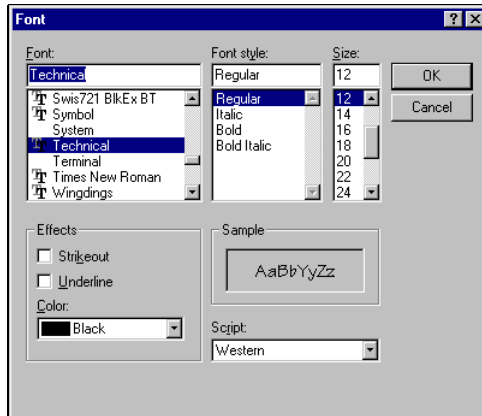 Font
Font:
Technical
Swis721 BlkEx BT
Symbol
System
Technical
Terminal
Times New Roman
Wingdings
Font style:
Regular
Regular
Italic
Bold
Bold Italic
Size:
12
12
14
16
18
20
22
24
OK
Cancel
Effects
Strikeout
Underline
Color:
Black
Sample
AaBbYyZz
Script:
Western